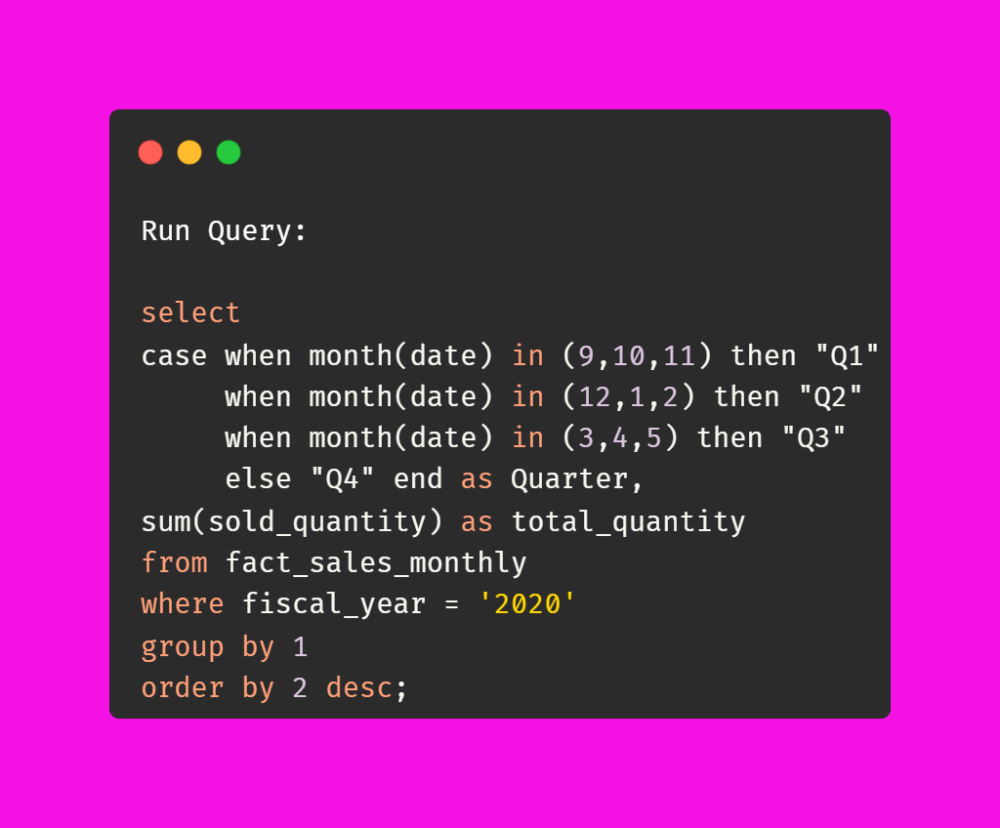 Run Query:
select
case when month(date) in (9,10,11) then "Q1"
when month(date) in (12,1,2) then "Q2"
when month(date) in (3,4,5) then "Q3"
else "Q4" end as Quarter,
sum(sold_quantity) as total_quantity
from fact_sales_monthly
where fiscal_year = '2020'
group by 1
order by 2 desc;